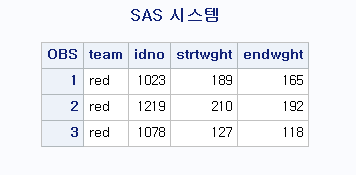 SAS 시스템
OBS team idno strtwght endwght
1 red 1023 189 165
2 red 1219 210 192
3 red 1078 127 118